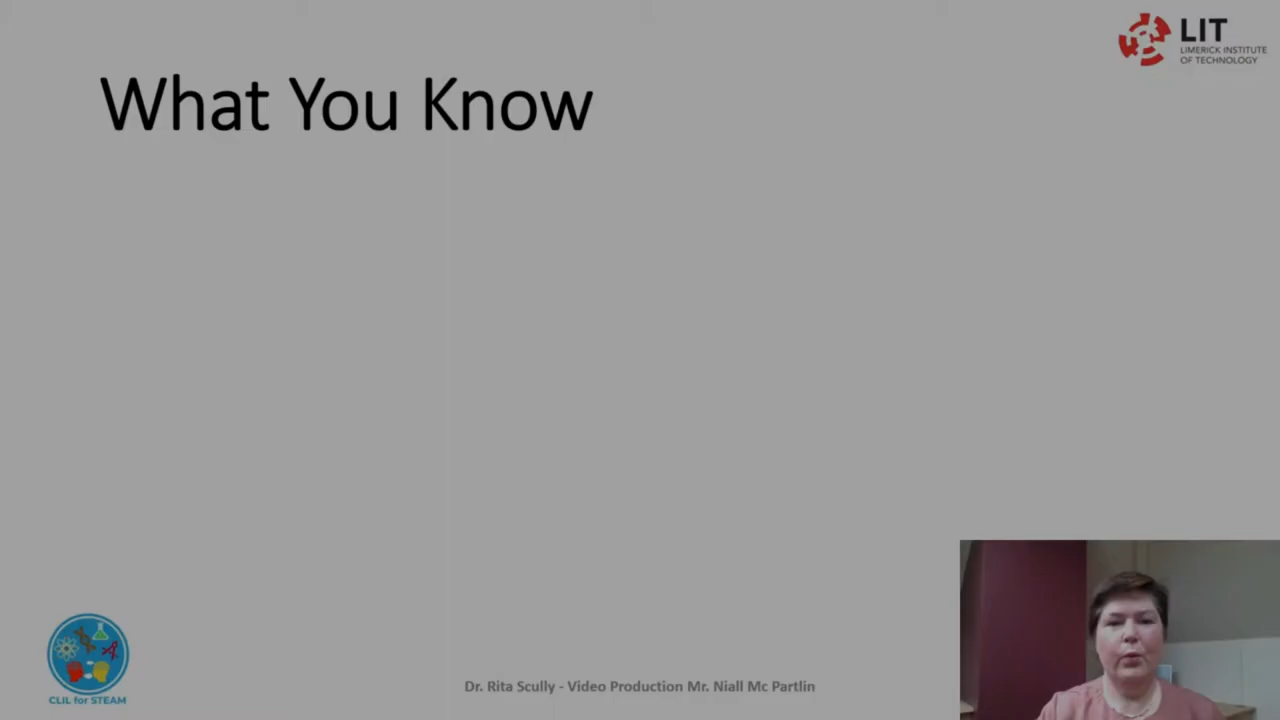 LIT
LIMERICK INSTITUTE
OF TECHNOLOGY
What You Know
CLIL for STEAM
Dr. Rita Scully - Video Production Mr. Niall Mc Partlin